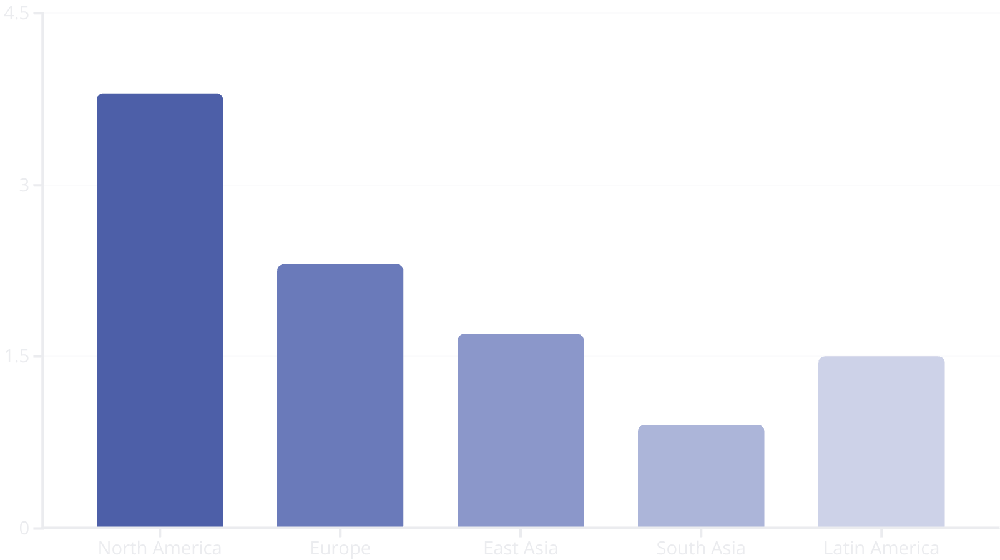 4.5
3
1.5
0
North America
Europe
East Asia
South Asia
Latin America